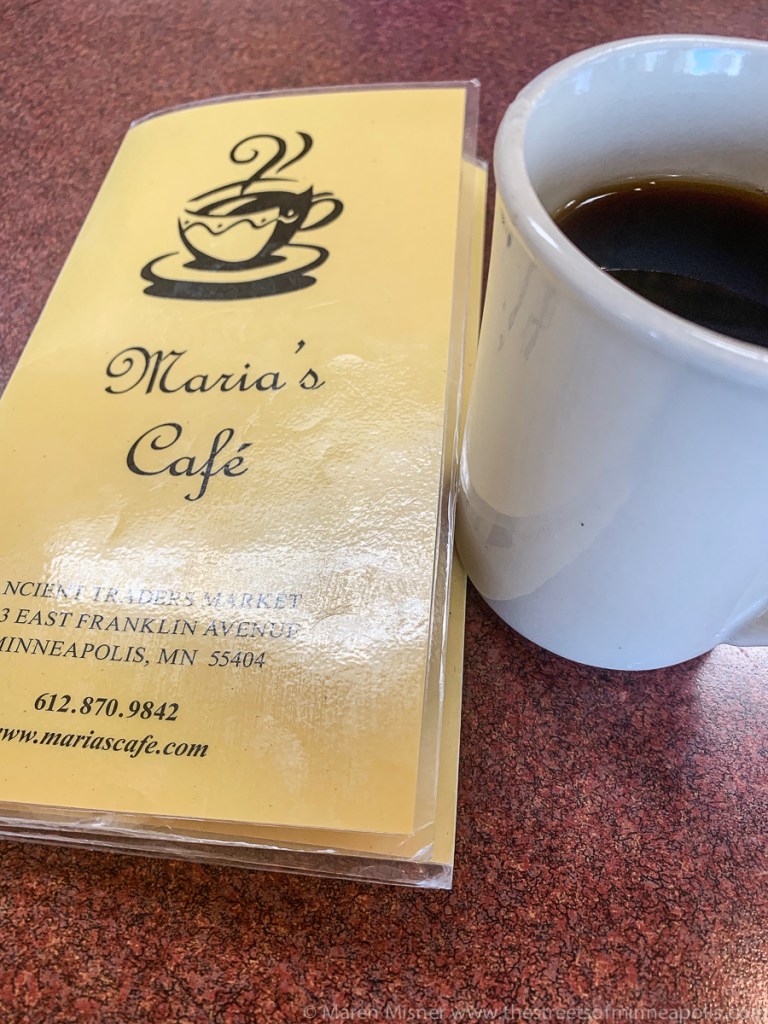 Maria's
Café
NCIENT TRADERS MARKET
3 EAST FRANKLIN AVENUE
MINNEAPOLIS, MN 55404
612.870.9842
www.mariascafe.com
© Maren Misner www.thestreetsofminneapolis.com